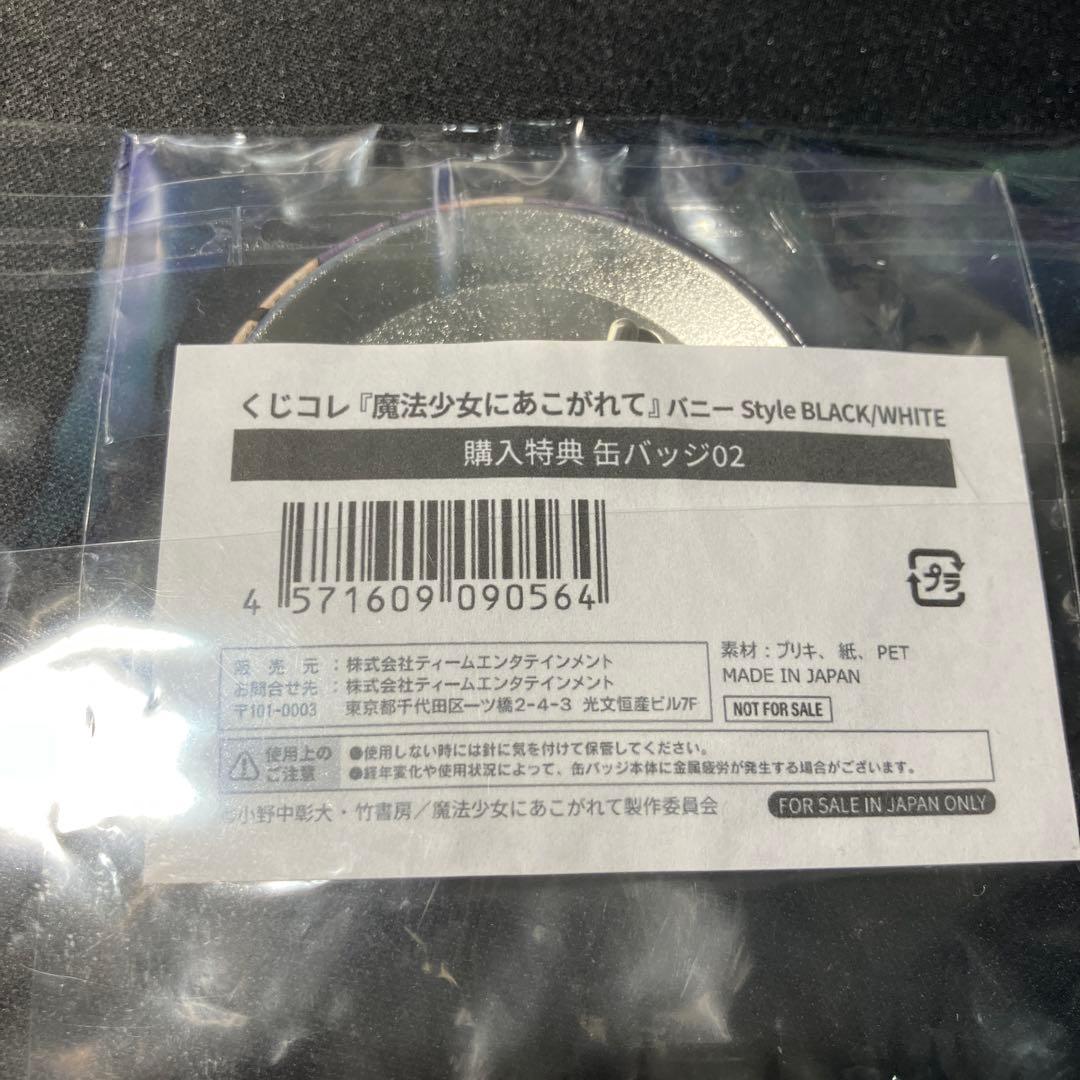 くじコレ『魔法少女にあこがれて』バニー Style BLACK/WHITE
購入特典 缶バッジ02
4 571609 090564
プラ
販売元：株式会社ティームエンタテインメント
お問合せ先：株式会社ティームエンタテインメント
〒101-0003 東京都千代田区一ツ橋2-4-3 光文恒産ビル7F
素材：ブリキ、紙、PET
MADE IN JAPAN
NOT FOR SALE
使用上のご注意
●使用しない時には針に気を付けて保管してください。
●経年変化や使用状況によって、缶バッジ本体に金属疲労が発生する場合がございます。
©小野中彰大・竹書房／魔法少女にあこがれて製作委員会
FOR SALE IN JAPAN ONLY